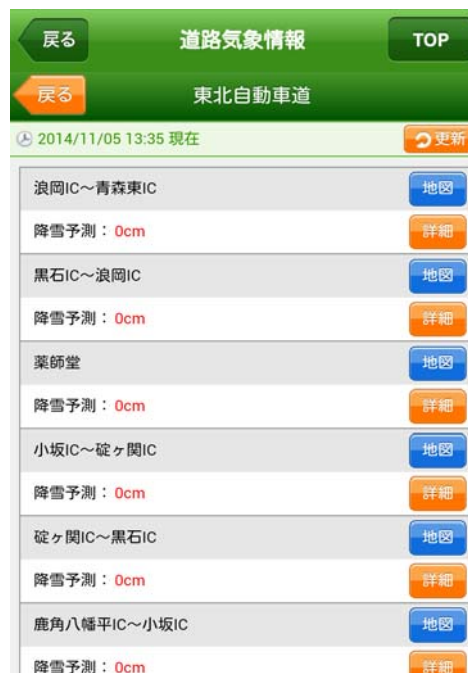 戻る 道路気象情報 TOP
戻る 東北自動車道
2014/11/05 13:35 現在 更新
浪岡IC～青森東IC 地図
降雪予測：0cm 詳細
黒石IC～浪岡IC 地図
降雪予測：0cm 詳細
薬師堂 地図
降雪予測：0cm 詳細
小坂IC～碇ヶ関IC 地図
降雪予測：0cm 詳細
碇ヶ関IC～黒石IC 地図
降雪予測：0cm 詳細
鹿角八幡平IC～小坂IC 地図
降雪予測：0cm 詳細